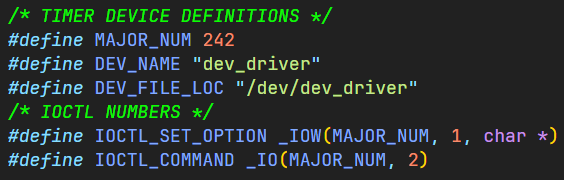 /* TIMER DEVICE DEFINITIONS */
#define MAJOR_NUM 242
#define DEV_NAME "dev_driver"
#define DEV_FILE_LOC "/dev/dev_driver"
/* IOCTL NUMBERS */
#define IOCTL_SET_OPTION _IOW(MAJOR_NUM, 1, char *)
#define IOCTL_COMMAND _IO(MAJOR_NUM, 2)